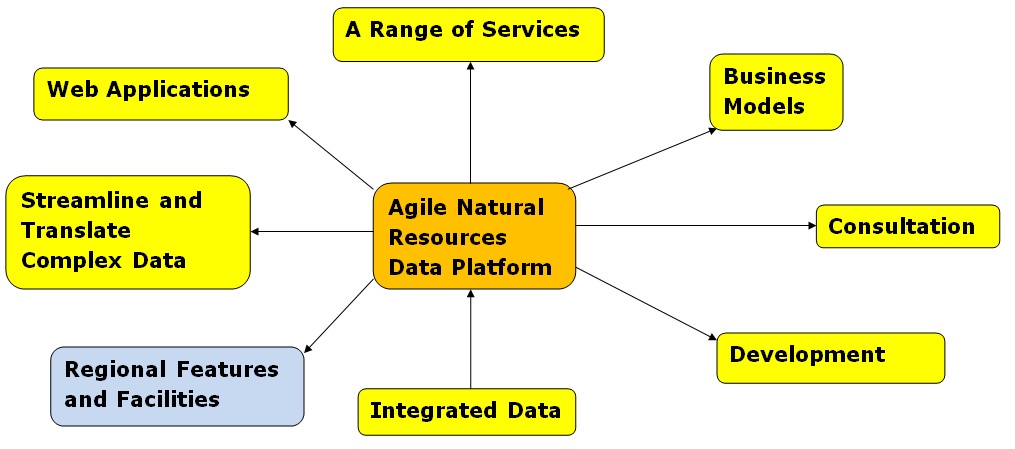 A Range of Services
Web Applications
Business
Models
Streamline and
Translate
Complex Data
Agile Natural
Resources
Data Platform
Consultation
Regional Features
and Facilities
Integrated Data
Development